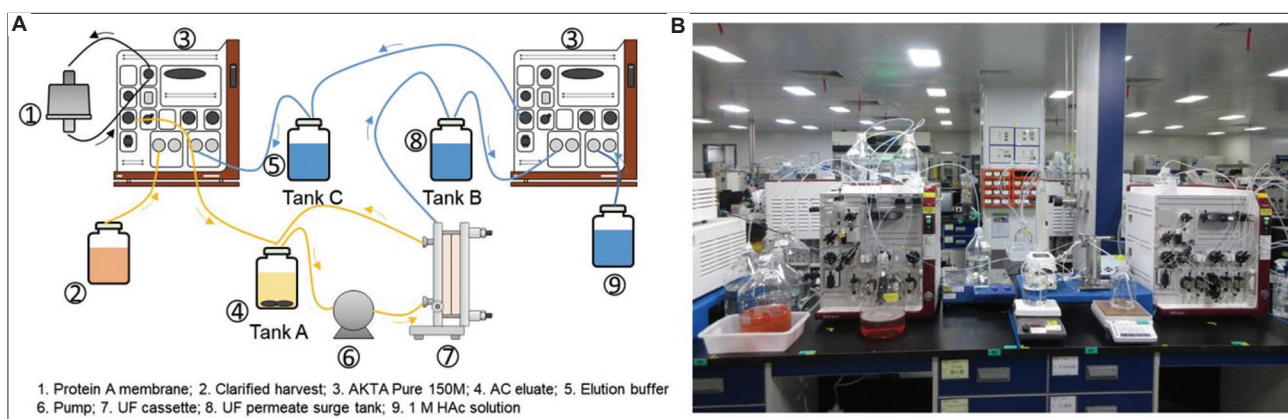 A
B
③
③
①
⑤
Tank C
⑧
Tank B
②
④
Tank A
⑥
⑦
⑨
1. Protein A membrane; 2. Clarified harvest; 3. AKTA Pure 150M; 4. AC eluate; 5. Elution buffer
6. Pump; 7. UF cassette; 8. UF permeate surge tank; 9. 1 M HAc solution